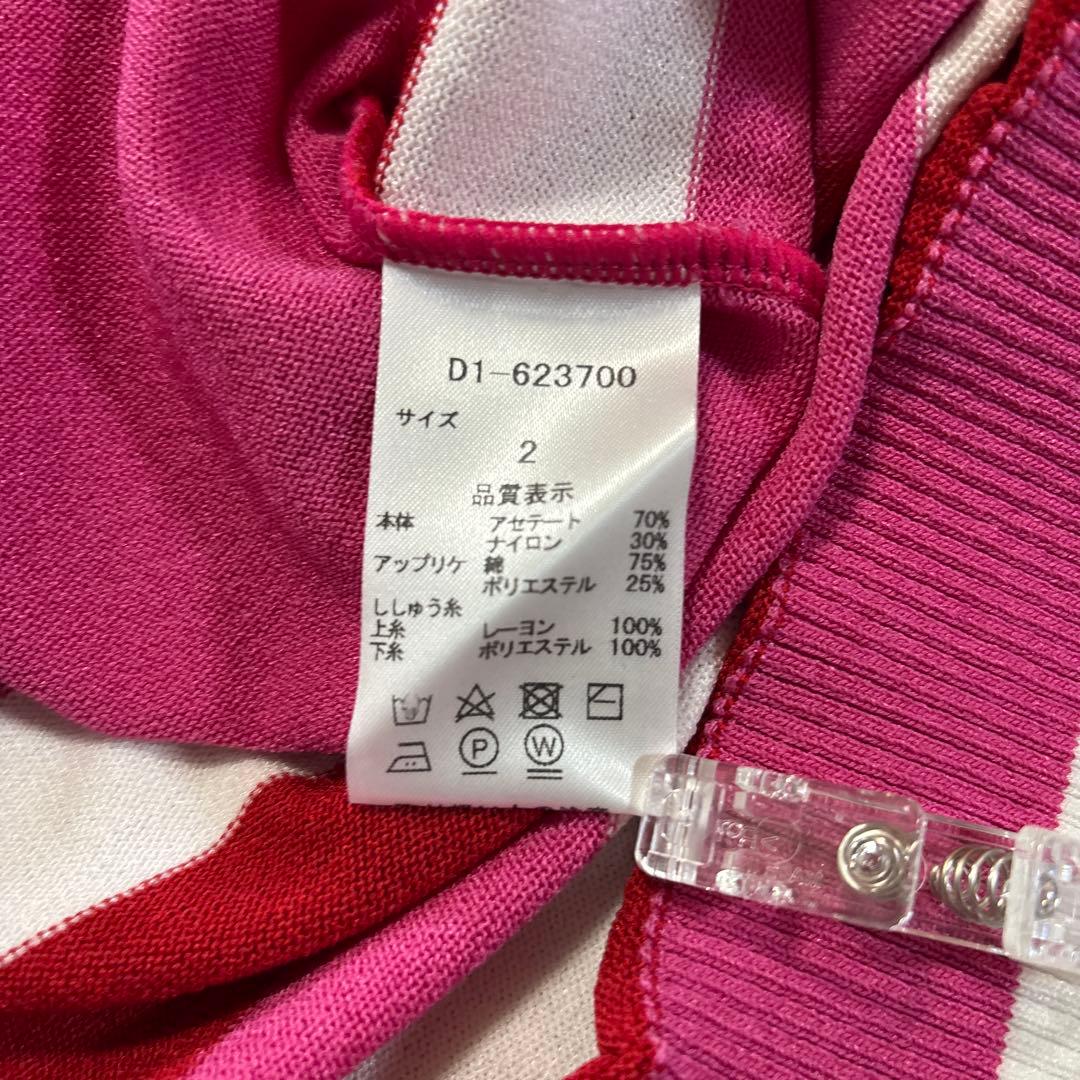 D1-623700
サイズ
2
品質表示
本体 アセテート 70%
ナイロン 30%
アップリケ 綿 75%
ポリエステル 25%
ししゅう糸
上糸 レーヨン 100%
下糸 ポリエステル 100%
P W